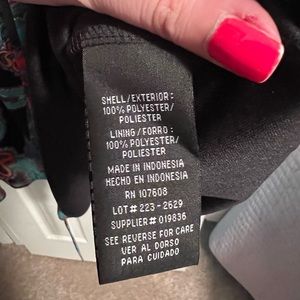 SHELL/EXTERIOR:
100% POLYESTER/
POLIESTER
LINING/FORRO:
100% POLYESTER/
POLIESTER
MADE IN INDONESIA
HECHO EN INDONESIA
RN 107608
LOT# 223-2629
SUPPLIER# 019836
SEE REVERSE FOR CARE
VER AL DORSO
PARA CUIDADO